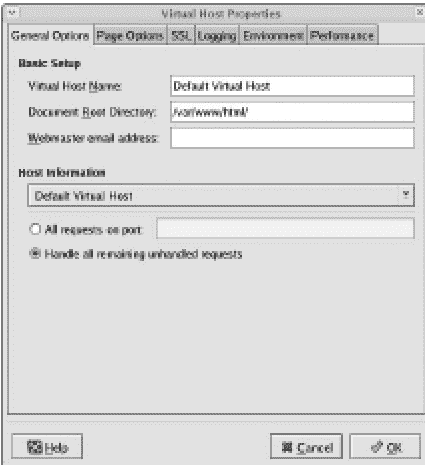 Virtual Host Properties
General Options Page Options SSL Logging Environment Performance
Basic Setup
Virtual Host Name: Default Virtual Host
Document Root Directory: /var/www/html/
Webmaster email address:
Host Information
Default Virtual Host
All requests on port
Handle all remaining unhandled requests
Help Cancel OK